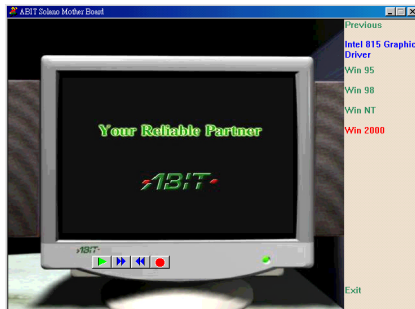 ABIT Soleno Mother Board
Previous
Intel 815 Graphic
Driver
Win 95
Win 98
Win NT
Win 2000
Your Reliable Partner
ABIT
ABIT
Exit